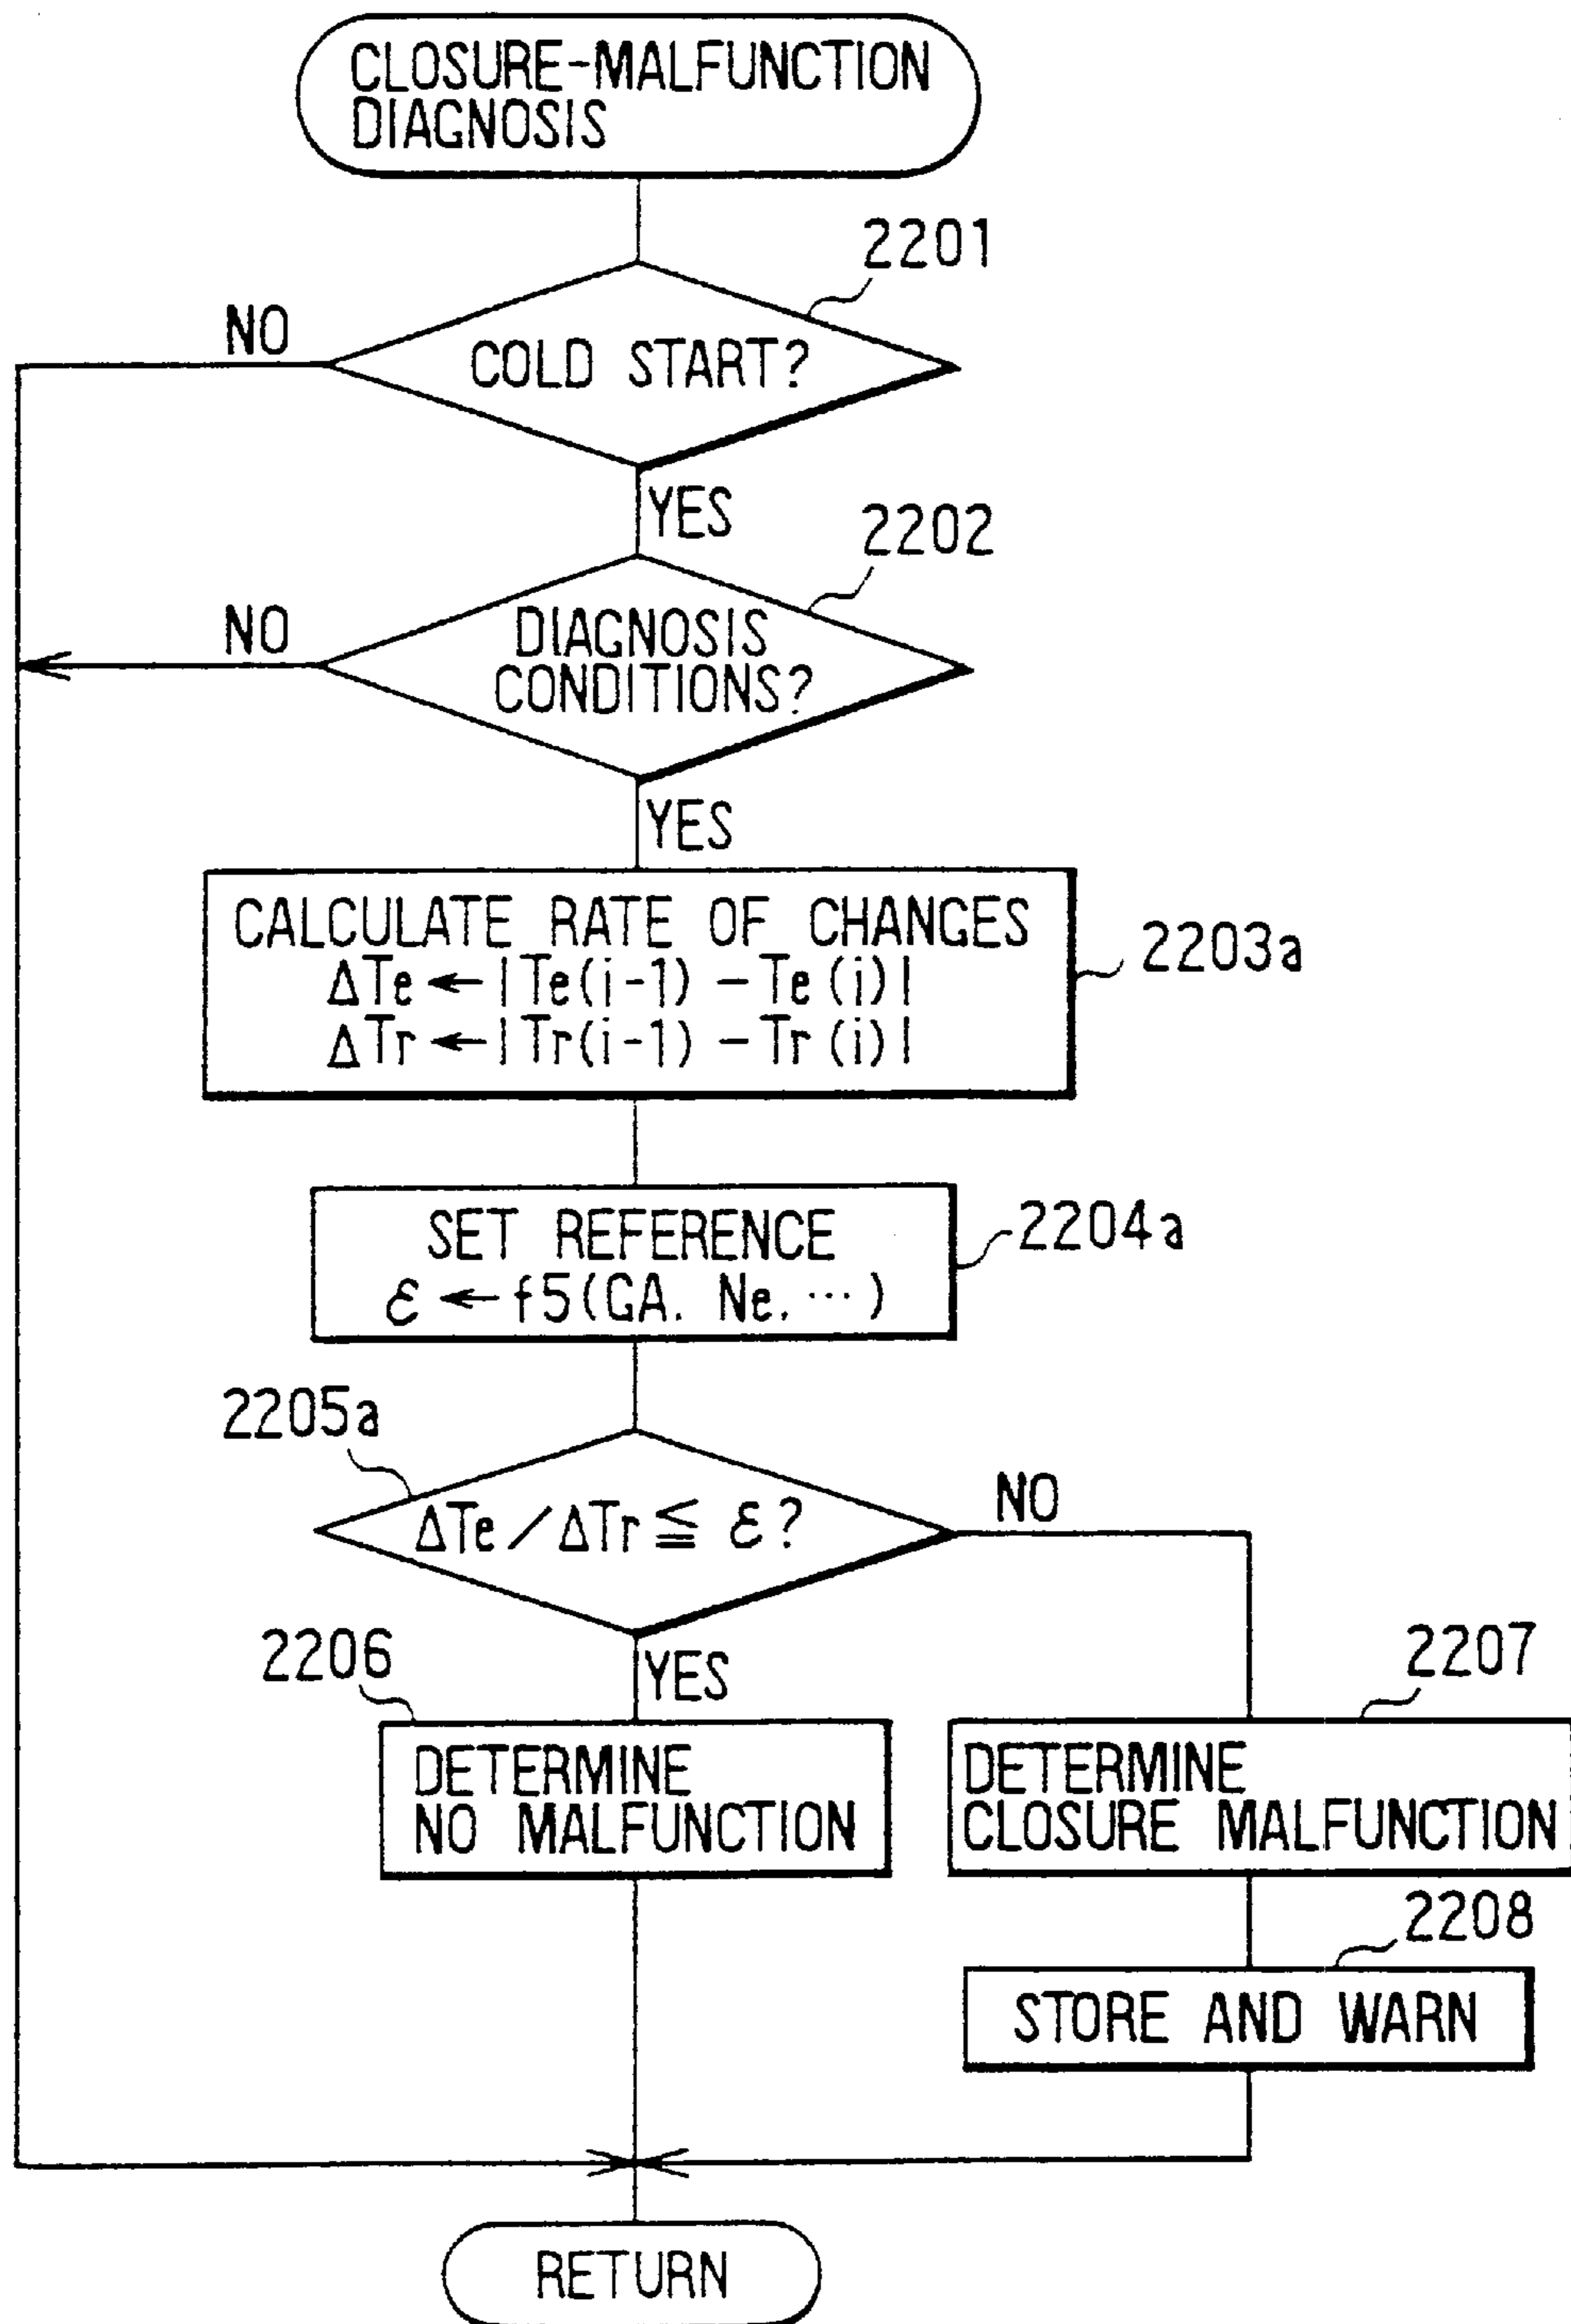 CLOSURE-MALFUNCTION
DIAGNOSIS
2201
NO
COLD START?
YES
2202
NO
DIAGNOSIS
CONDITIONS?
YES
CALCULATE RATE OF CHANGES
ΔTe←|Te(i-1) -Te(i)|
ΔTr←|Tr(i-1) -Tr(i)|
2203a
SET REFERENCE
ε←f5(GA. Ne. ···)
2204a
2205a
ΔTe/ΔTr≦ ε?
NO
2206
YES
2207
DETERMINE
NO MALFUNCTION
DETERMINE
CLOSURE MALFUNCTION
2208
STORE AND WARN
RETURN